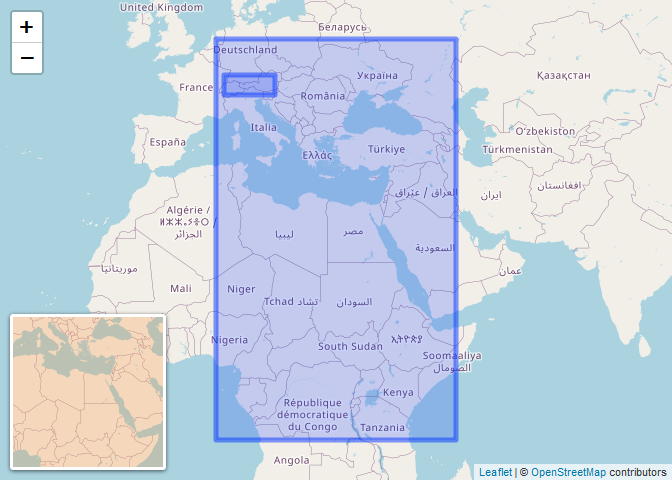 +
−
United Kingdom
Беларусь
Deutschland
Україна
Қазақстан
France
România
Italia
Oʻzbekiston
España
Ελλάς
Türkiye
Türkmenistan
افغانستان
العراق / عێراق
ایران
Algérie /
الجزائر
ليبيا
مصر
السعودية
موريتانيا
عمان
Mali
Niger
Tchad تشاد
السودان
Nigeria
South Sudan
ኢትዮጵያ
Soomaaliya
الصومال
Kenya
République
démocratique
du Congo
Tanzania
Angola
Leaflet | © OpenStreetMap contributors